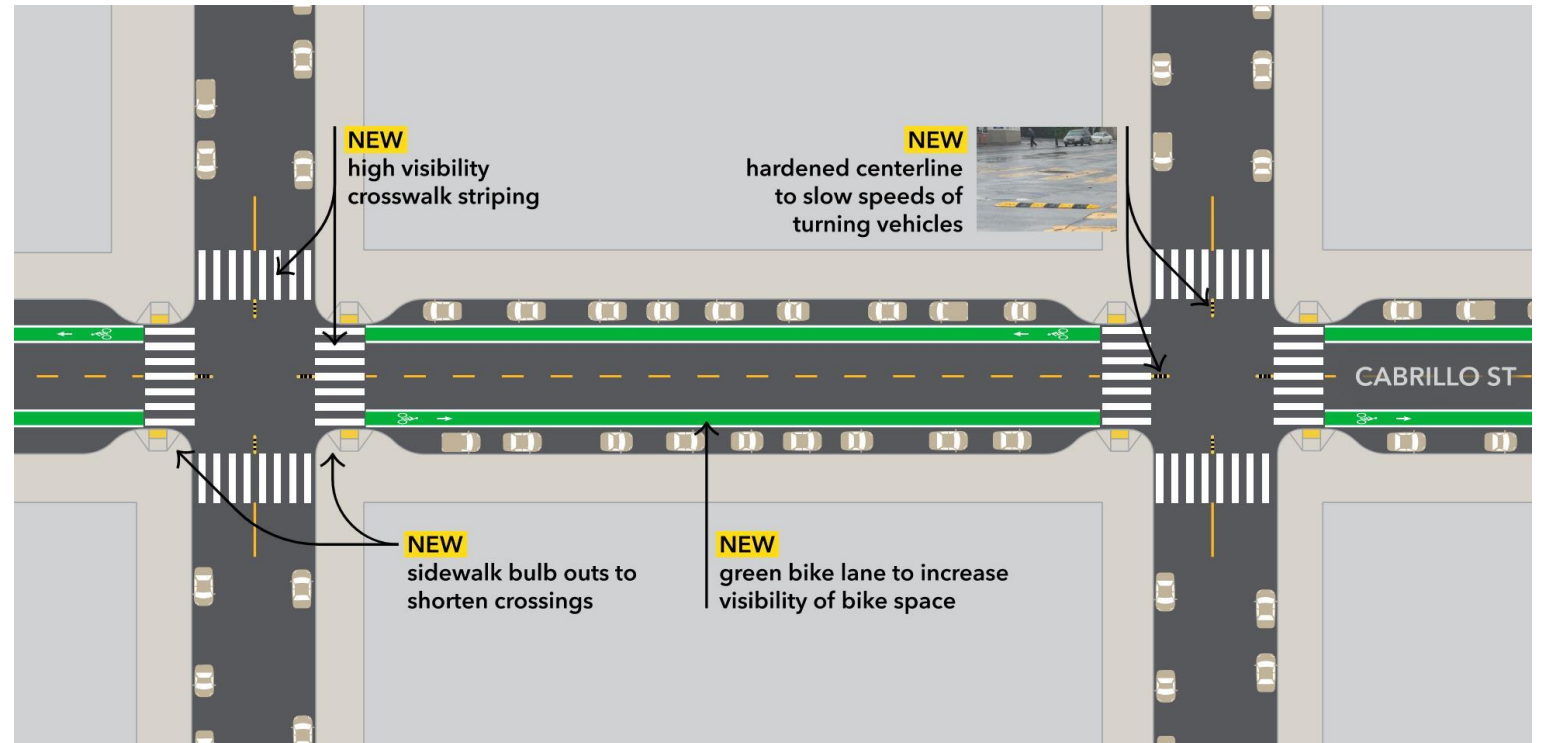 NEW
high visibility
crosswalk striping
NEW
hardened centerline
to slow speeds of
turning vehicles
CABRILLO ST
NEW
sidewalk bulb outs to
shorten crossings
NEW
green bike lane to increase
visibility of bike space